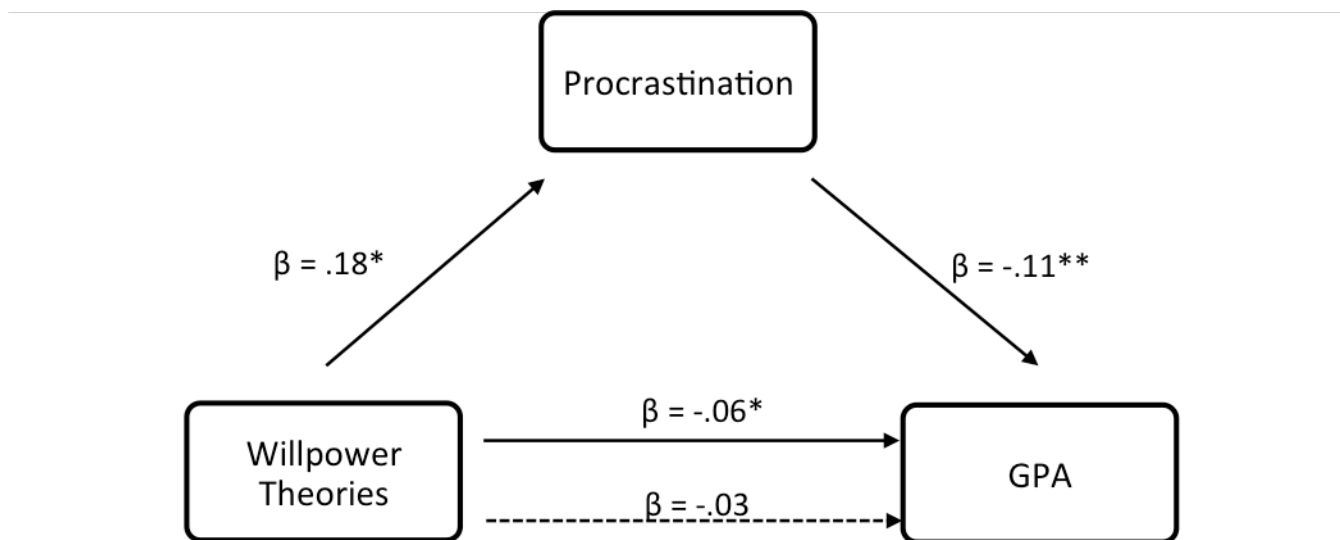 Procrastination
β = .18*
β = -.11**
β = -.06*
Willpower
Theories
GPA
β = -.03